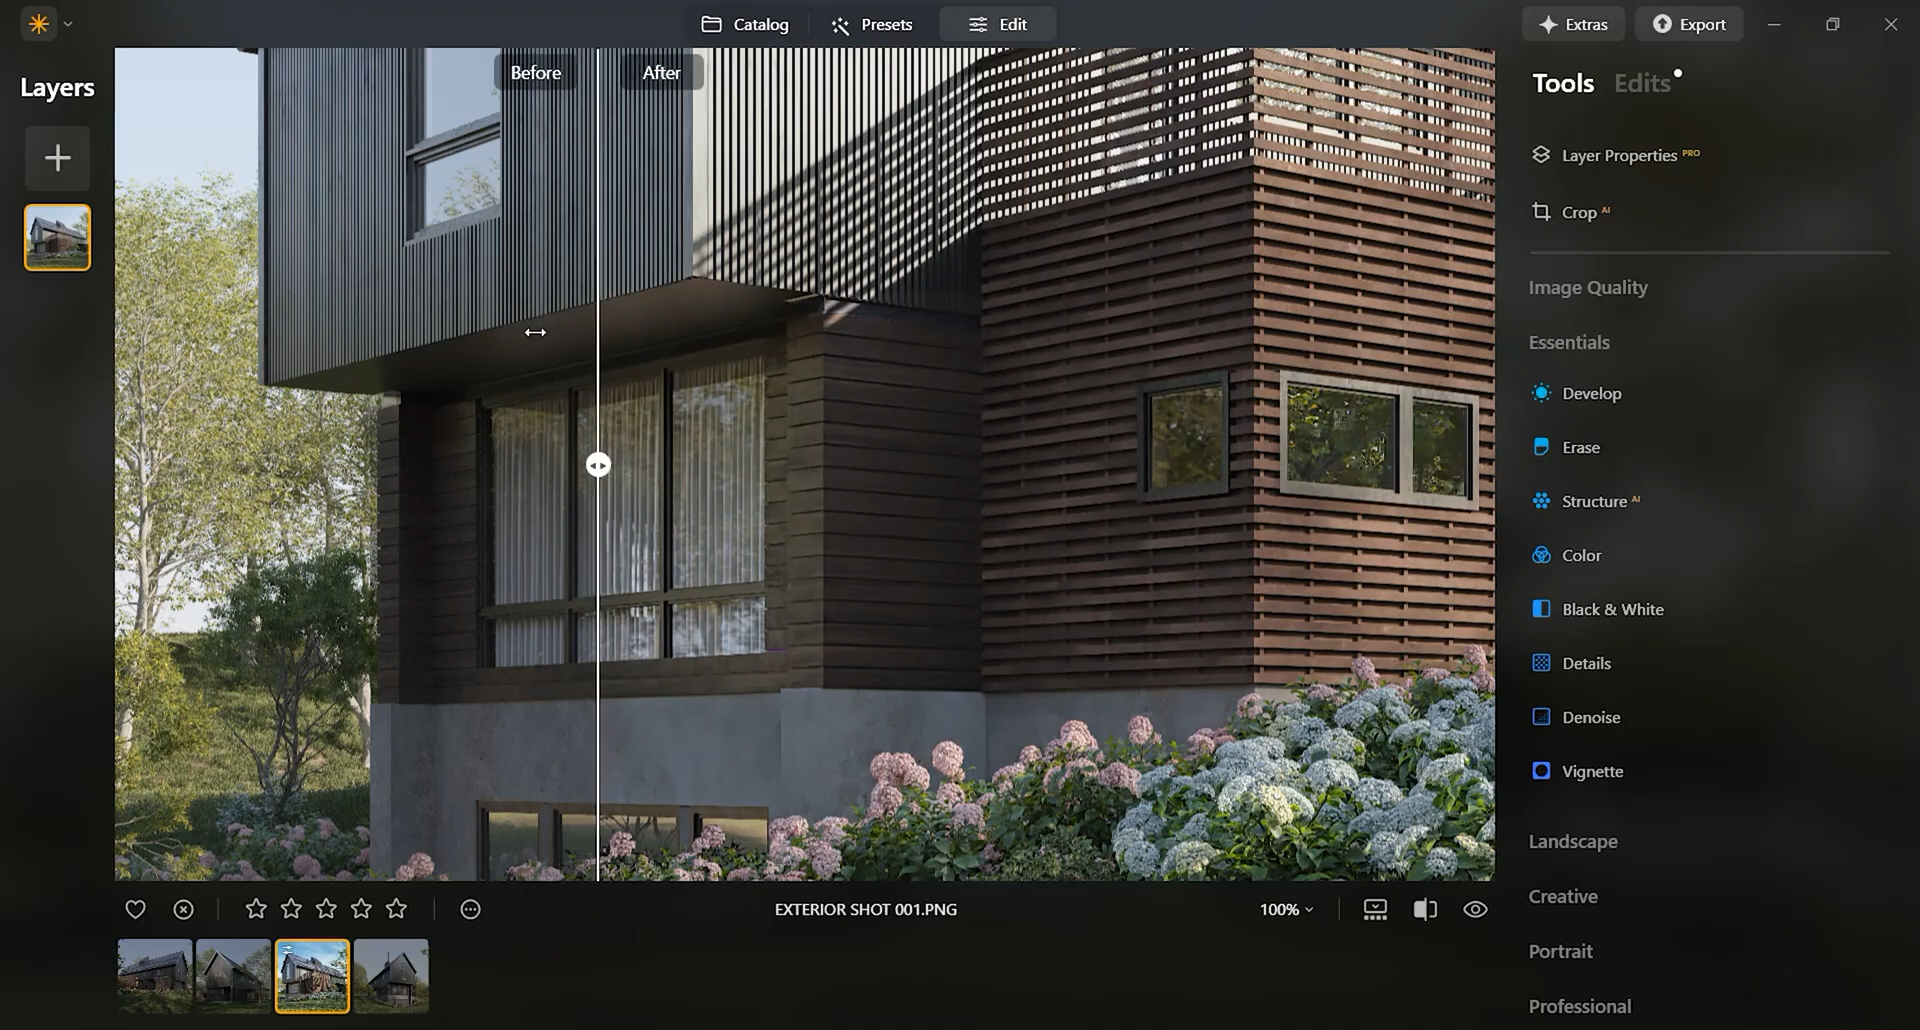 Catalog
Presets
Edit
Extras
Export
Layers
Before
After
Tools
Edits
Layer Properties PRO
Crop AI
Image Quality
Essentials
Develop
Erase
Structure AI
Color
Black & White
Details
Denoise
Vignette
Landscape
Creative
Portrait
Professional
EXTERIOR SHOT 001.PNG
100%